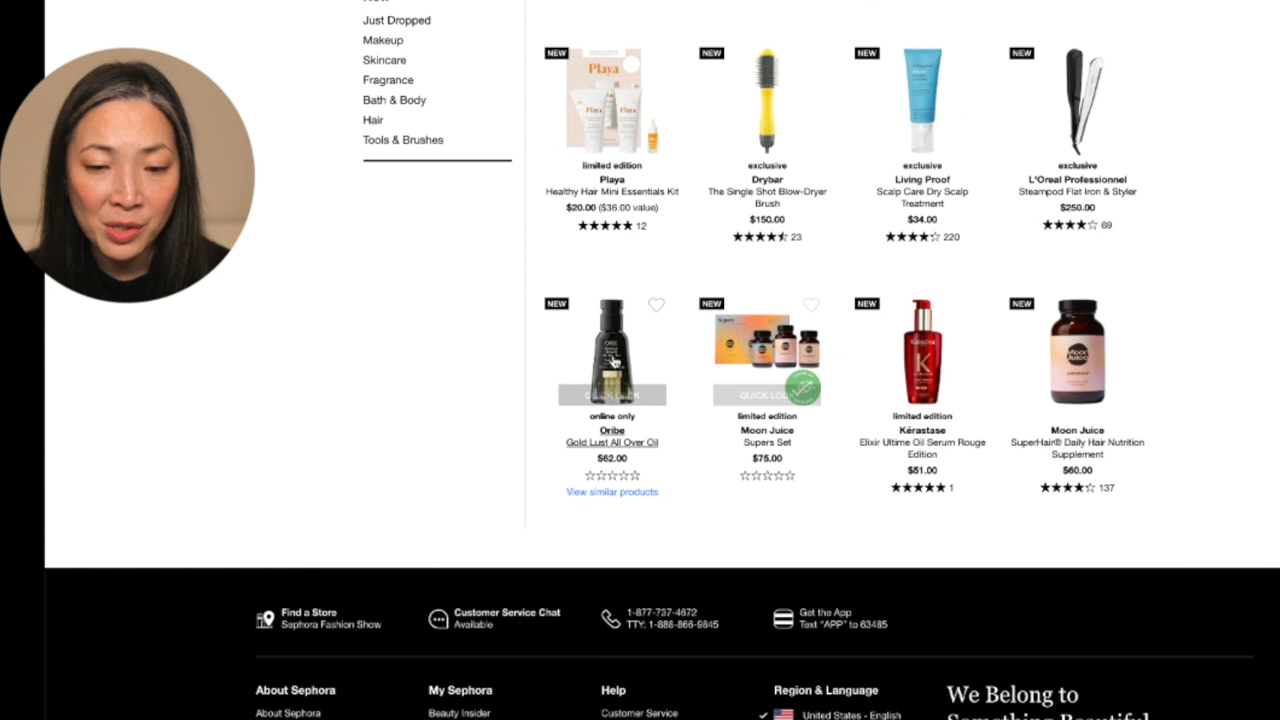 Just Dropped
Makeup
Skincare
Fragrance
Bath & Body
Hair
Tools & Brushes
NEW
NEW
NEW
NEW
Playa
limited edition
exclusive
exclusive
exclusive
Playa
Drybar
Living Proof
L'Oreal Professionnel
Healthy Hair Mini Essentials Kit
The Single Shot Blow-Dryer
Brush
Scalp Care Dry Scalp
Treatment
Steampod Flat Iron & Styler
$20.00 ($36.00 value)
$150.00
$34.00
$250.00
12
23
220
69
NEW
NEW
NEW
NEW
QUICK LOOK
online only
limited edition
limited edition
Oribe
Moon Juice
Kérastase
Moon Juice
Gold Lust All Over Oil
Supers Set
Elixir Ultime Oil Serum Rouge
Edition
SuperHair® Daily Hair Nutrition
Supplement
$62.00
$75.00
$51.00
$60.00
1
137
View similar products
Find a Store
Sephora Fashion Show
Customer Service Chat
Available
1-877-737-4672
TTY: 1-888-866-9845
Get the App
Text "APP" to 63485
About Sephora
My Sephora
Help
Region & Language
We Belong to
Something Beautiful
About Sephora
Beauty Insider
Customer Service
United States - English